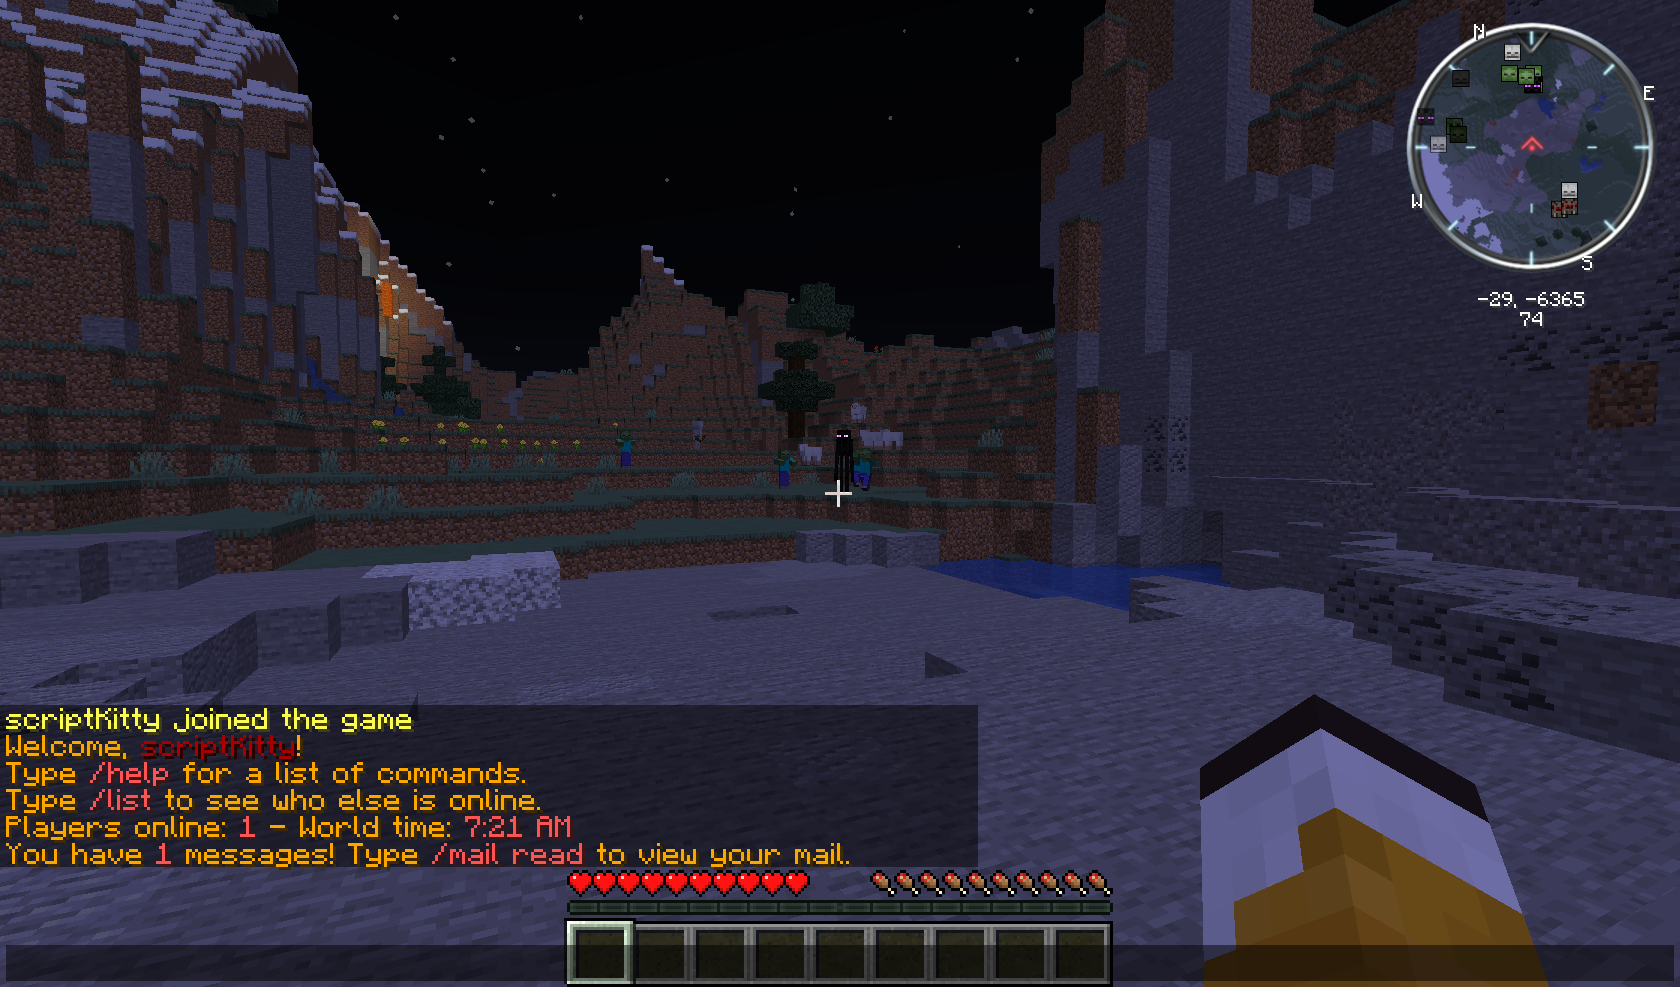 N
E
W
S
-29, -6365
74
scriptKitty joined the game
Welcome, scriptKitty!
Type /help for a list of commands.
Type /list to see who else is online.
Players online: 1 - World time: 7:21 AM
You have 1 messages! Type /mail read to view your mail.